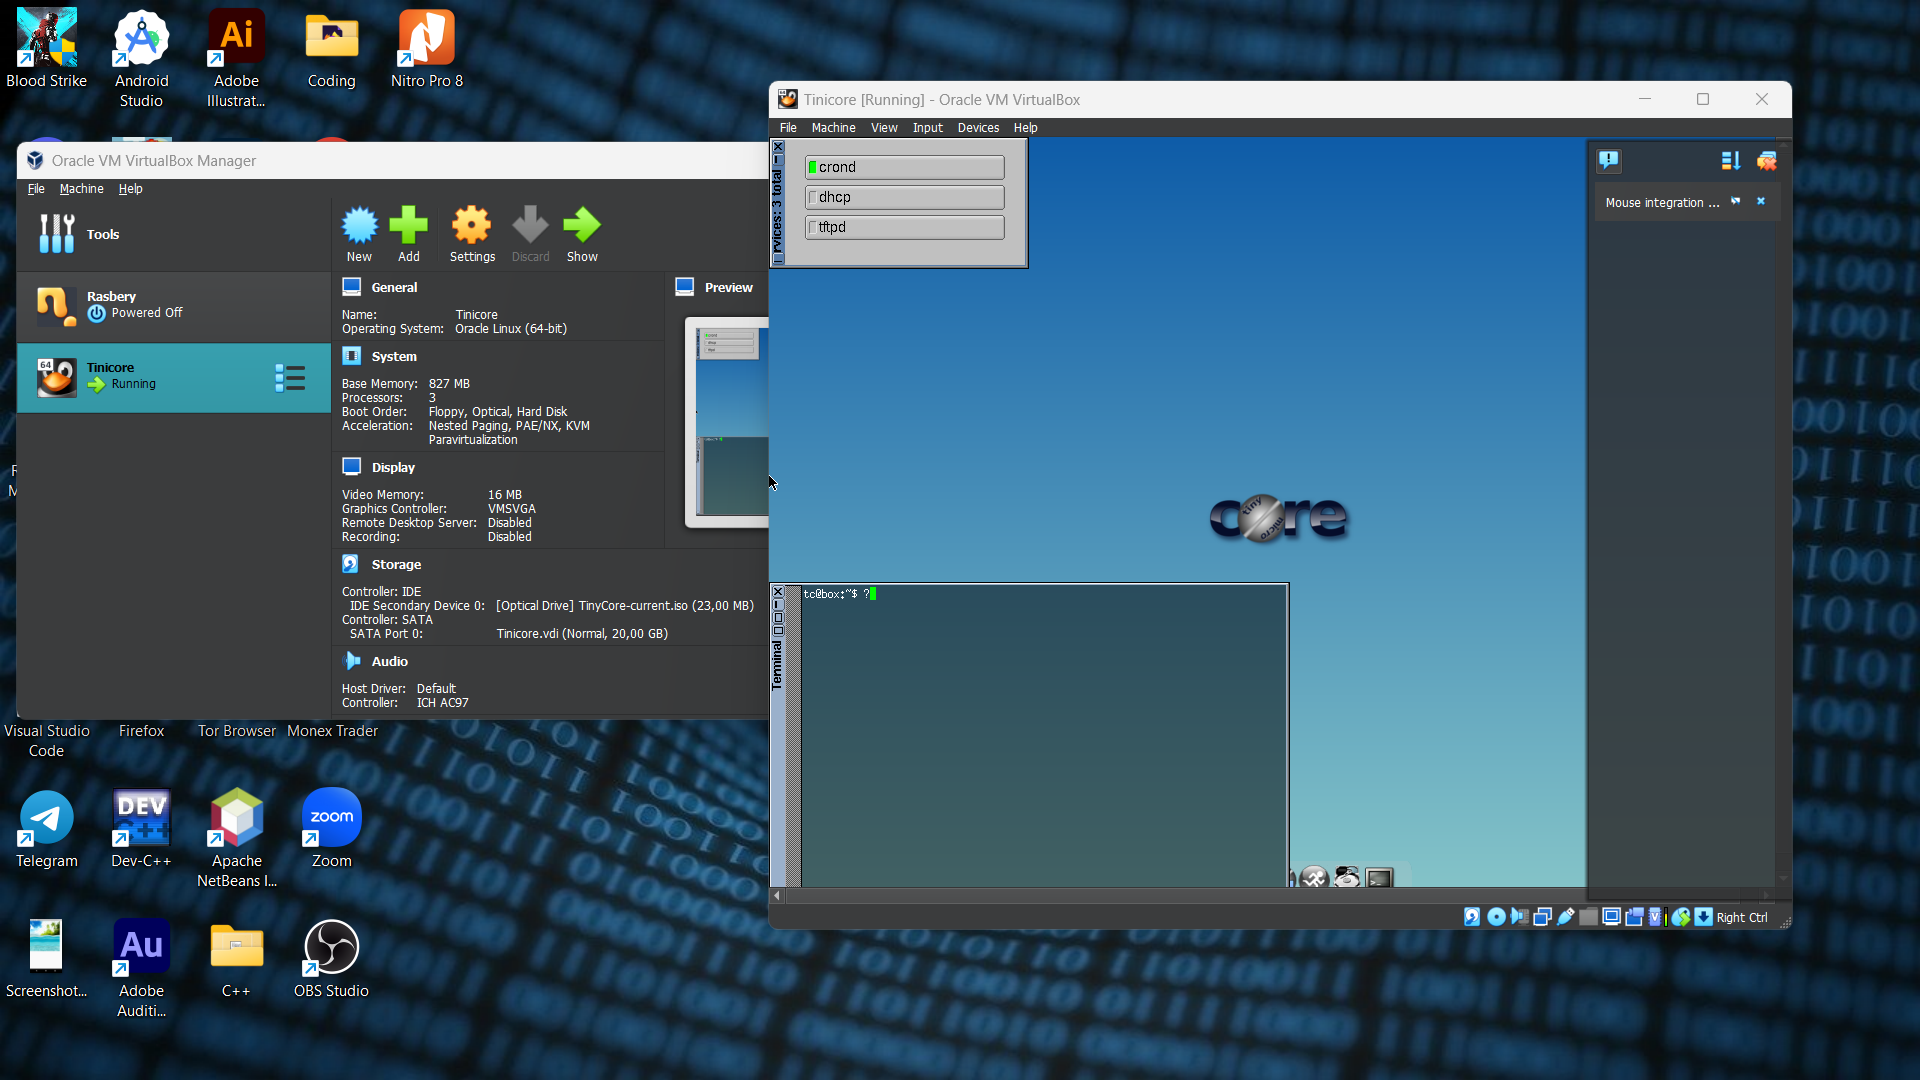 Blood Strike
Android
Studio
Adobe
Illustrat...
Coding
Nitro Pro 8
Ai
Oracle VM VirtualBox Manager
File Machine Help
Tools
New
Add
Settings
Discard
Show
Rasbery
Powered Off
64
Tinicore
Running
General
Name: Tinicore
Operating System: Oracle Linux (64-bit)
System
Base Memory: 827 MB
Processors: 3
Boot Order: Floppy, Optical, Hard Disk
Acceleration: Nested Paging, PAE/NX, KVM
Paravirtualization
Display
Video Memory: 16 MB
Graphics Controller: VMSVGA
Remote Desktop Server: Disabled
Recording: Disabled
Storage
Controller: IDE
IDE Secondary Device 0: [Optical Drive] TinyCore-current.iso (23,00 MB)
Controller: SATA
SATA Port 0: Tinicore.vdi (Normal, 20,00 GB)
Audio
Host Driver: Default
Controller: ICH AC97
Preview
Tinicore [Running] - Oracle VM VirtualBox
File Machine View Input Devices Help
rvices: 3 total
crond
dhcp
tftpd
Mouse integration ...
core
tiny
micro
Terminal
tc@box:~$ ?
Right Ctrl
Visual Studio
Code
Firefox
Tor Browser
Monex Trader
Telegram
DEV
C++
Dev-C++
Apache
NetBeans I...
zoom
Zoom
Screenshot...
Au
Adobe
Auditi...
C++
OBS Studio